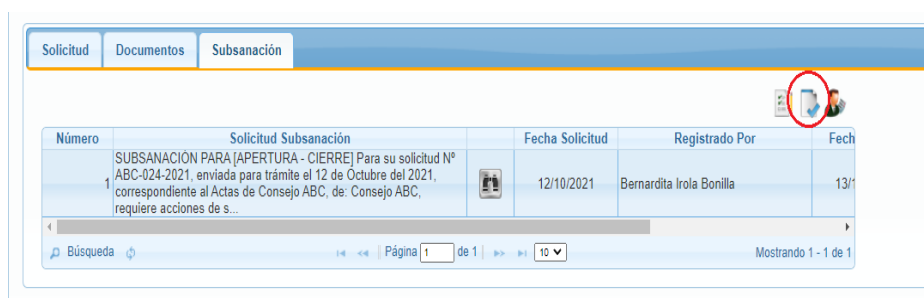 Solicitud Documentos Subsanación
Número Solicitud Subsanación Fecha Solicitud Registrado Por Fech
SUBSANACIÓN PARA [APERTURA - CIERRE] Para su solicitud Nº
ABC-024-2021, enviada para trámite el 12 de Octubre del 2021,
1 correspondiente al Actas de Consejo ABC, de: Consejo ABC, 12/10/2021 Bernardita Irola Bonilla 13/1
requiere acciones de s...
Búsqueda Página 1 de 1 10 Mostrando 1 - 1 de 1